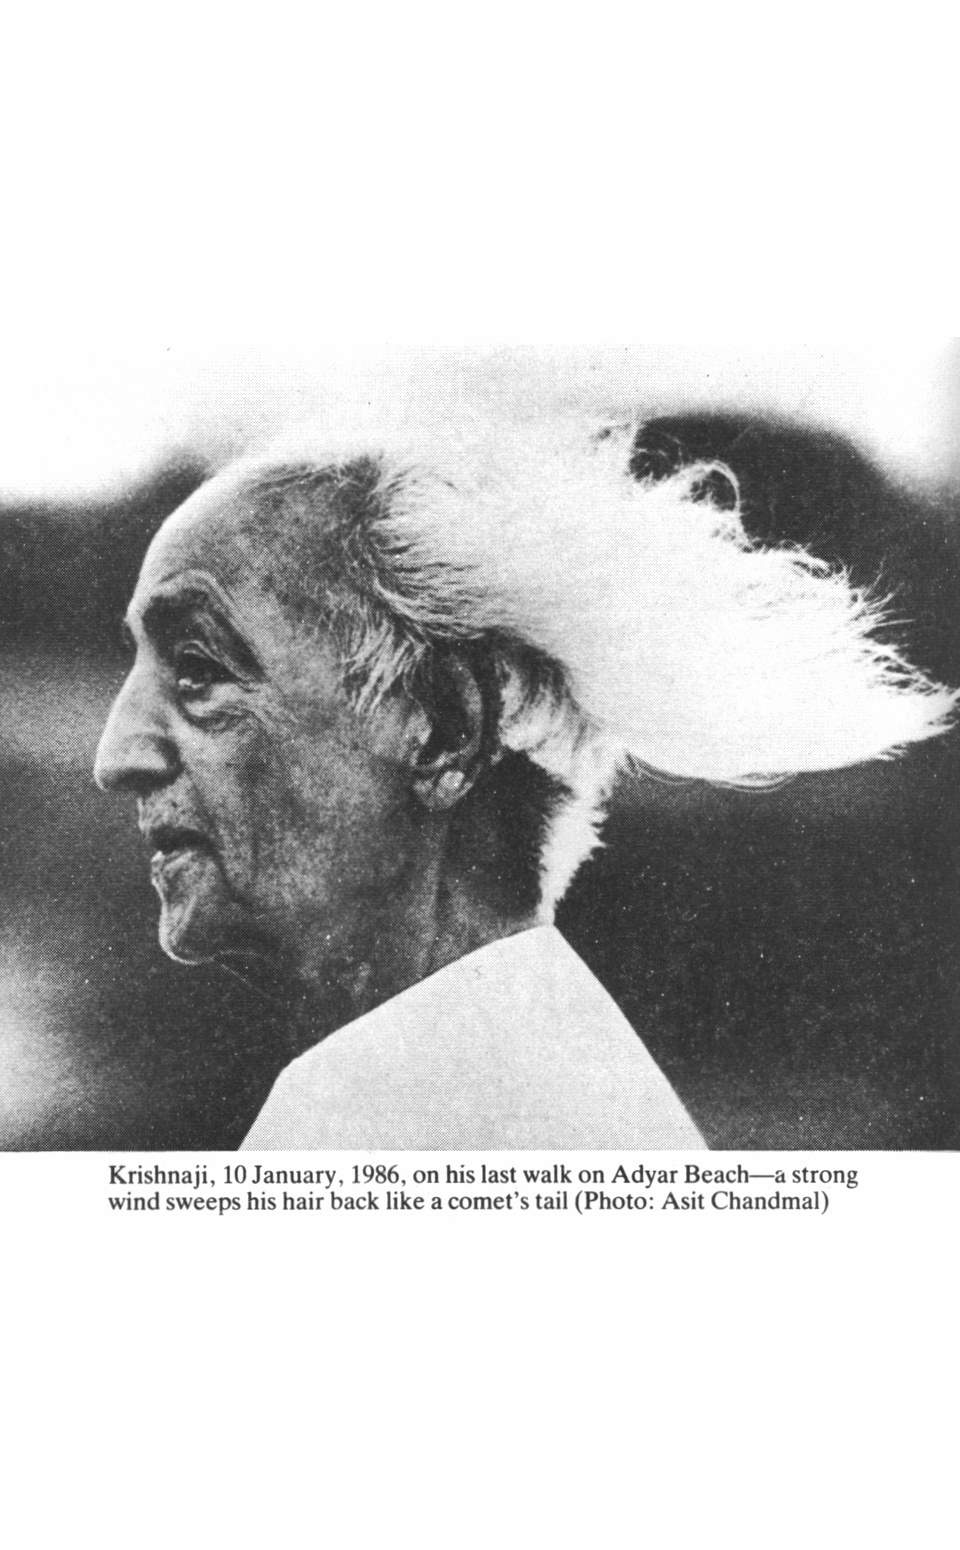 Krishnaji, 10 January, 1986, on his last walk on Adyar Beach—a strong
wind sweeps his hair back like a comet's tail (Photo: Asit Chandmal)